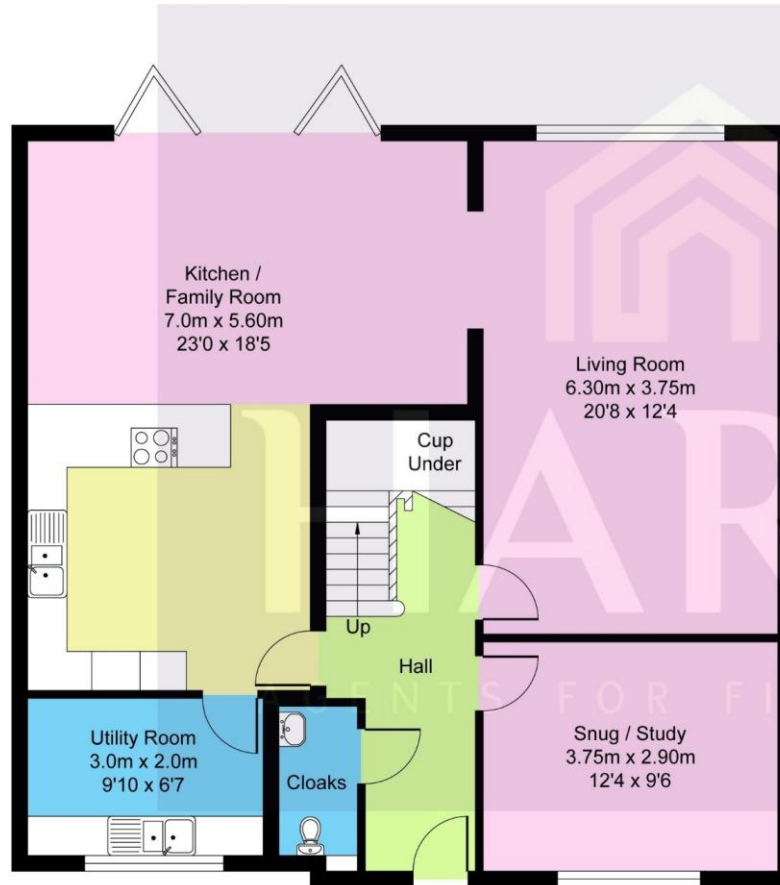 Kitchen /
Family Room
7.0m x 5.60m
23'0 x 18'5
Living Room
6.30m x 3.75m
20'8 x 12'4
Cup
Under
Up
Hall
Utility Room
3.0m x 2.0m
9'10 x 6'7
Cloaks
Snug / Study
3.75m x 2.90m
12'4 x 9'6
HAR
AGENTS FOR FI